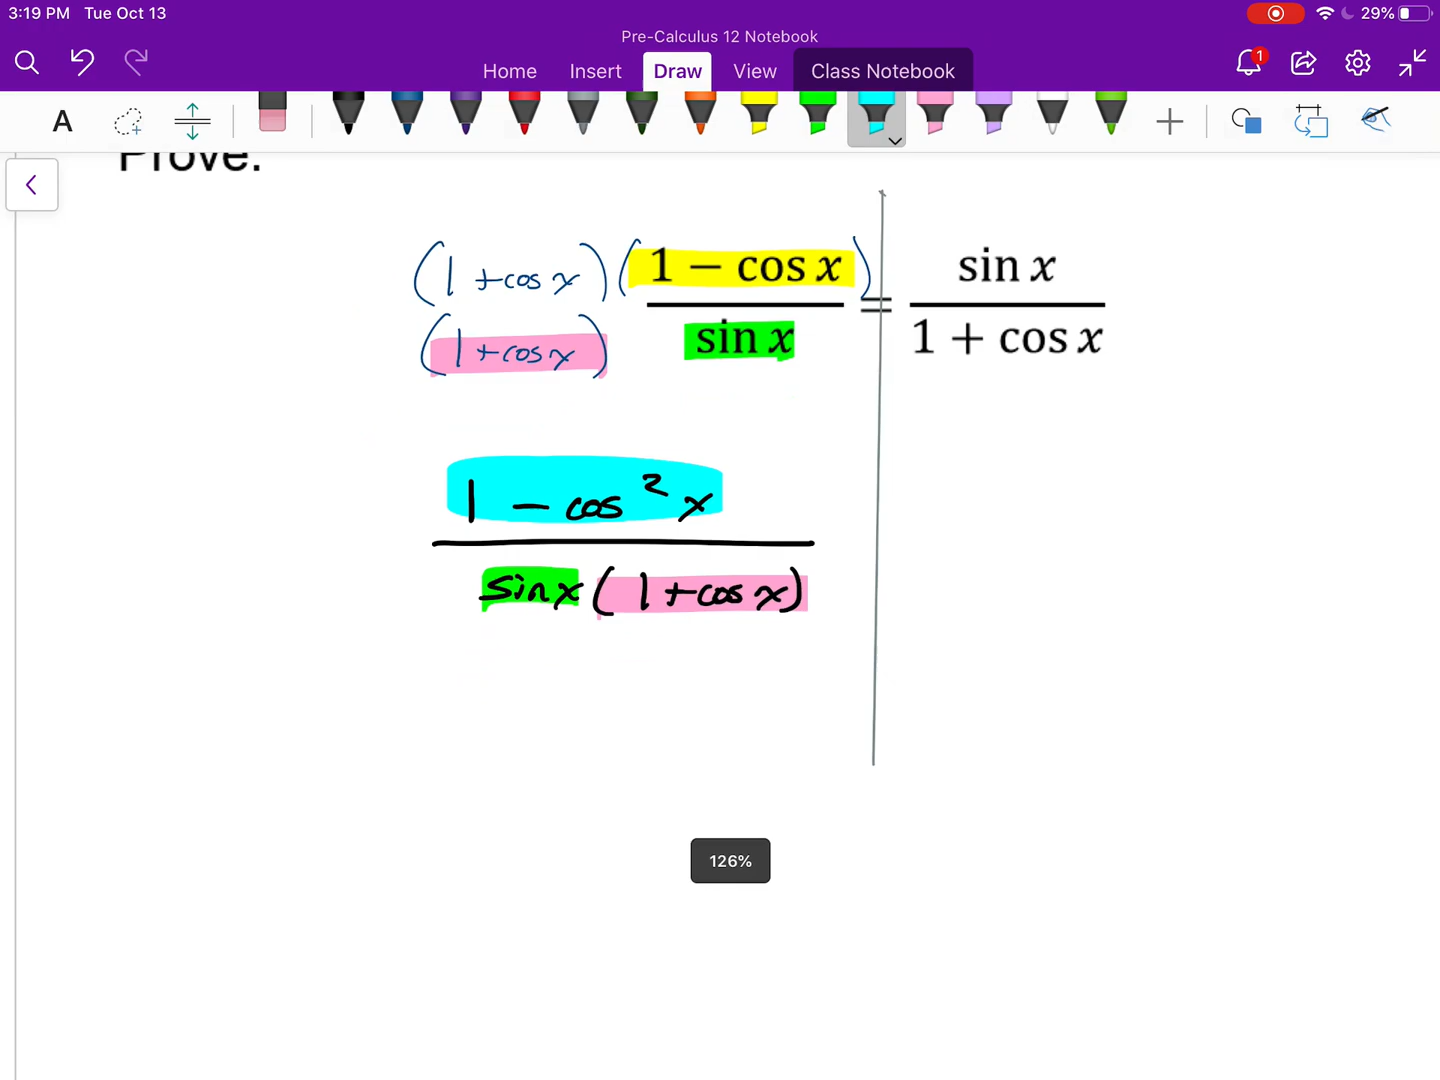 3:19 PM Tue Oct 13
29%
Pre-Calculus 12 Notebook
Home Insert Draw View Class Notebook
1
A
Prove:
(1 + cos x) (1 − cos x) = sin x
(1 + cos x) sin x 1 + cos x
1 − cos² x
sin x (1 + cos x)
126%